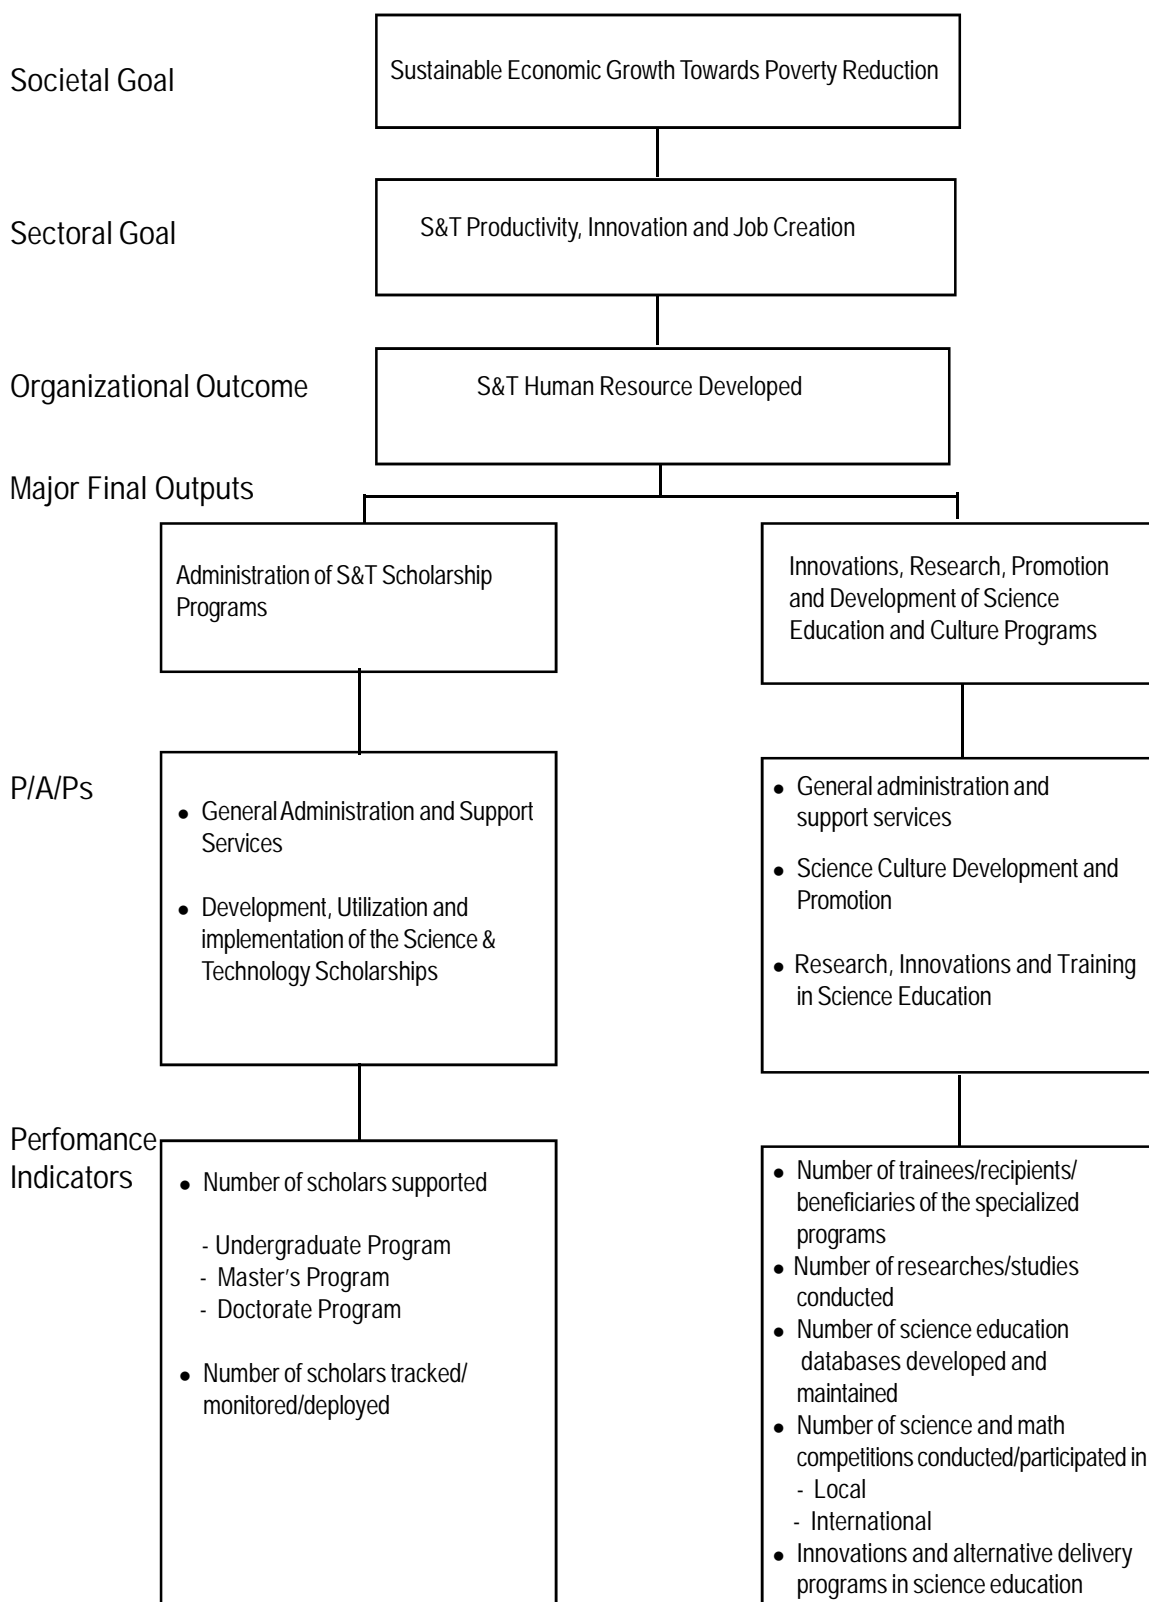 Societal Goal
Sustainable Economic Growth Towards Poverty Reduction
Sectoral Goal
S&T Productivity, Innovation and Job Creation
Organizational Outcome
S&T Human Resource Developed
Major Final Outputs
Administration of S&T Scholarship
Programs
Innovations, Research, Promotion
and Development of Science
Education and Culture Programs
P/A/Ps
● General Administration and Support
Services
● Development, Utilization and
implementation of the Science &
Technology Scholarships
● General administration and
support services
● Science Culture Development and
Promotion
● Research, Innovations and Training
in Science Education
Perfomance
Indicators
● Number of scholars supported
- Undergraduate Program
- Master's Program
- Doctorate Program
● Number of scholars tracked/
monitored/deployed
● Number of trainees/recipients/
beneficiaries of the specialized
programs
● Number of researches/studies
conducted
● Number of science education
databases developed and
maintained
● Number of science and math
competitions conducted/participated in
- Local
- International
● Innovations and alternative delivery
programs in science education